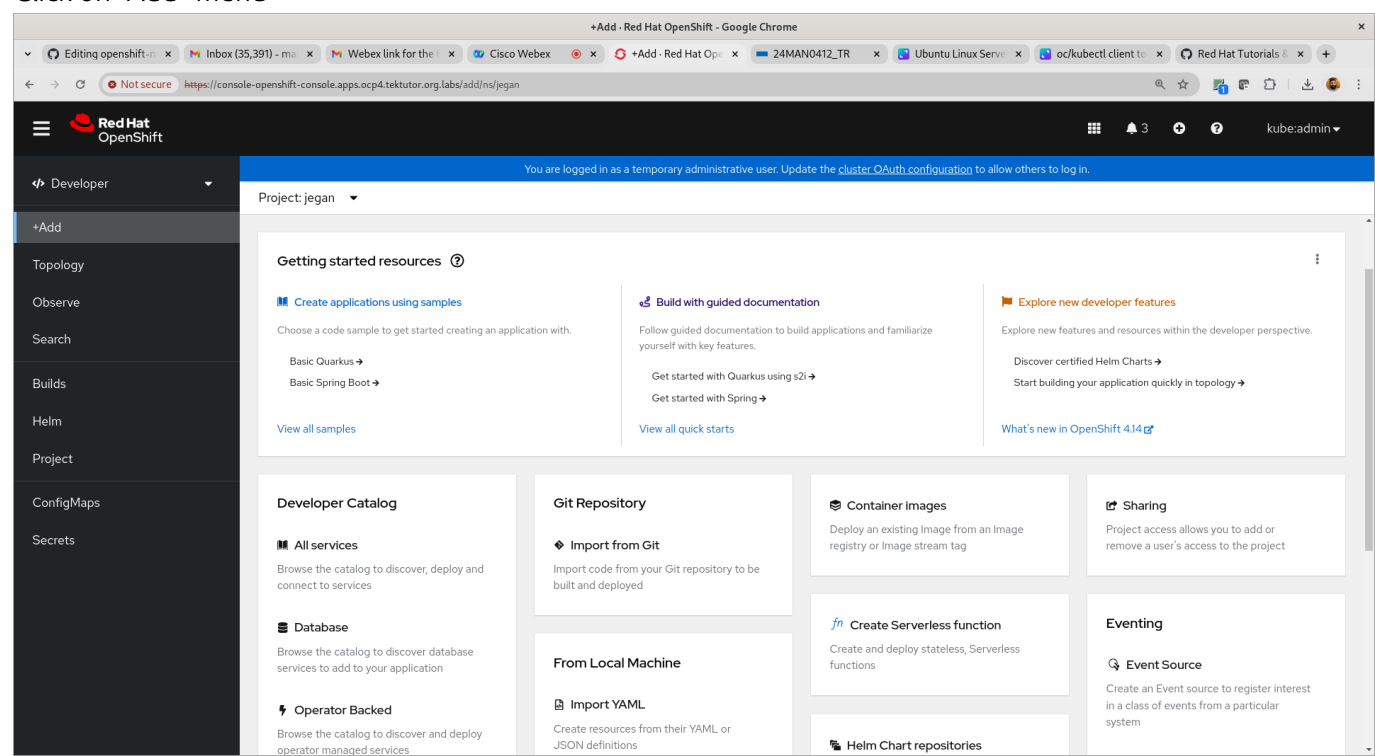 +Add · Red Hat OpenShift - Google Chrome
Editing openshift-n
Inbox (35,391) - ma
Webex link for the t
Cisco Webex
+Add · Red Hat Ope
24MAN0412_TR
Ubuntu Linux Serve
oc/kubectl client to
Red Hat Tutorials &
Not secure https://console-openshift-console.apps.ocp4.tektutor.org.labs/add/ns/jegan
1
Red Hat
OpenShift
3
kube:admin
You are logged in as a temporary administrative user. Update the cluster OAuth configuration to allow others to log in.
Developer
Project: jegan
+Add
Topology
Observe
Search
Builds
Helm
Project
ConfigMaps
Secrets
Getting started resources
Create applications using samples
Choose a code sample to get started creating an application with.
Basic Quarkus
Basic Spring Boot
View all samples
Build with guided documentation
Follow guided documentation to build applications and familiarize
yourself with key features.
Get started with Quarkus using s2i
Get started with Spring
View all quick starts
Explore new developer features
Explore new features and resources within the developer perspective.
Discover certified Helm Charts
Start building your application quickly in topology
What's new in OpenShift 4.14
Developer Catalog
All services
Browse the catalog to discover, deploy and
connect to services
Database
Browse the catalog to discover database
services to add to your application
Operator Backed
Browse the catalog to discover and deploy
operator managed services
Git Repository
Import from Git
Import code from your Git repository to be
built and deployed
From Local Machine
Import YAML
Create resources from their YAML or
JSON definitions
Container images
Deploy an existing Image from an Image
registry or Image stream tag
fn Create Serverless function
Create and deploy stateless, Serverless
functions
Helm Chart repositories
Sharing
Project access allows you to add or
remove a user's access to the project
Eventing
Event Source
Create an Event source to register interest
in a class of events from a particular
system